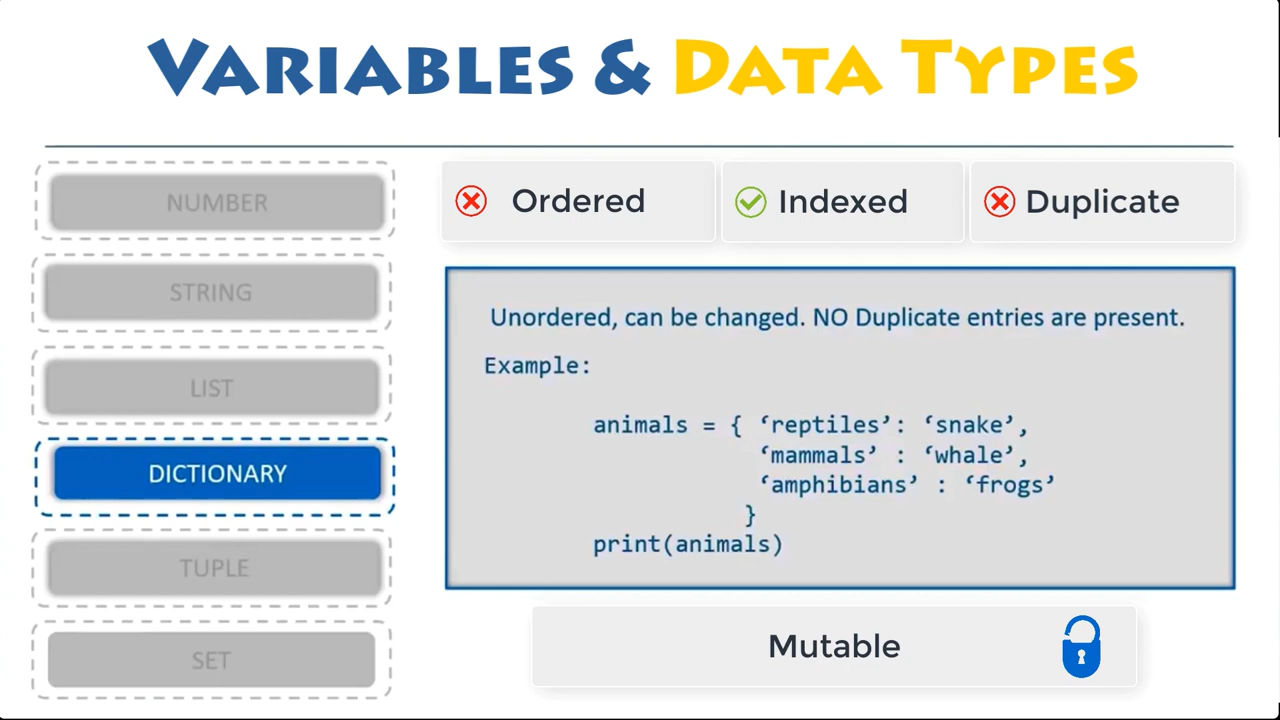 VARIABLES & DATA TYPES
NUMBER
STRING
LIST
DICTIONARY
TUPLE
SET
Ordered
Indexed
Duplicate
Unordered, can be changed. NO Duplicate entries are present.
Example:
animals = { ‘reptiles’: ‘snake’,
‘mammals’ : ‘whale’,
‘amphibians’ : ‘frogs’
}
print(animals)
Mutable